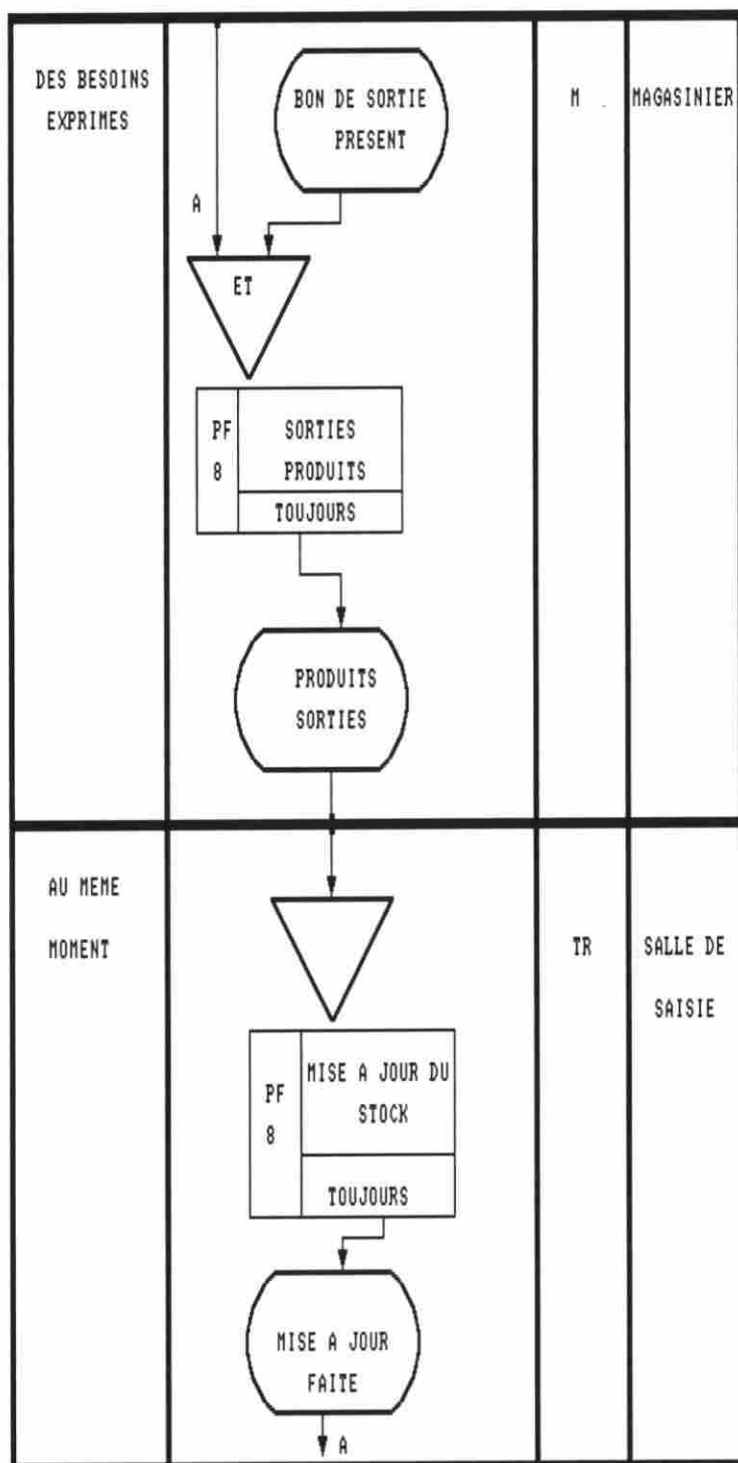 DES BESOINS
EXPRIMES
BON DE SORTIE
PRESENT
M
MAGASINIER
A
ET
PF
8
SORTIES
PRODUITS
TOUJOURS
PRODUITS
SORTIES
AU MEME
MOMENT
TR
SALLE DE
SAISIE
PF
8
MISE A JOUR DU
STOCK
TOUJOURS
MISE A JOUR
FAITE
A